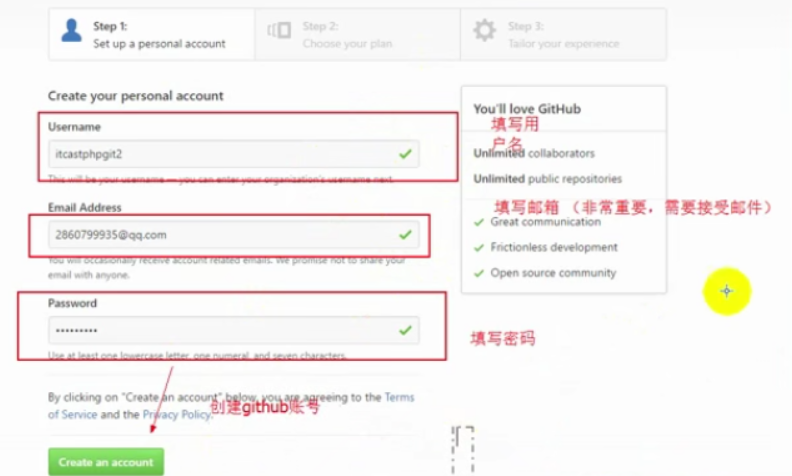 Step 1:
Set up a personal account
Step 2:
Choose your plan
Step 3:
Tailor your experience
Create your personal account
Username
itcastphpgit2
This will be your username — you can enter your organization's username next.
Email Address
2860799935@qq.com
You will occasionally receive account related emails. We promise not to share your
email with anyone.
Password
•••••••••
Use at least one lowercase letter, one numeral, and seven characters.
By clicking on "Create an account" below, you are agreeing to the Terms
of Service and the Privacy Policy.
创建github账号
Create an account
You'll love GitHub
填写用
户名
Unlimited collaborators
Unlimited public repositories
填写邮箱 （非常重要，需要接受邮件）
Great communication
Frictionless development
Open source community
填写密码